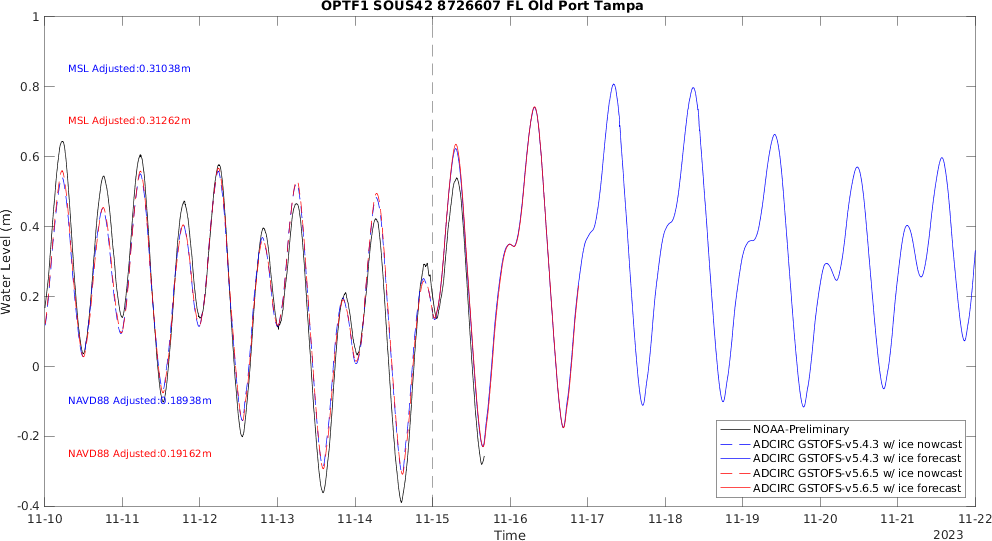 OPTF1 SOUS42 8726607 FL Old Port Tampa
1
0.8
0.6
0.4
0.2
0
-0.2
-0.4
Water Level (m)
MSL Adjusted:0.31038m
MSL Adjusted:0.31262m
NAVD88 Adjusted:0.18938m
NAVD88 Adjusted:0.19162m
NOAA-Preliminary
ADCIRC GSTOFS-v5.4.3 w/ ice nowcast
ADCIRC GSTOFS-v5.4.3 w/ ice forecast
ADCIRC GSTOFS-v5.6.5 w/ ice nowcast
ADCIRC GSTOFS-v5.6.5 w/ ice forecast
11-10 11-11 11-12 11-13 11-14 11-15 11-16 11-17 11-18 11-19 11-20 11-21 11-22
Time
2023